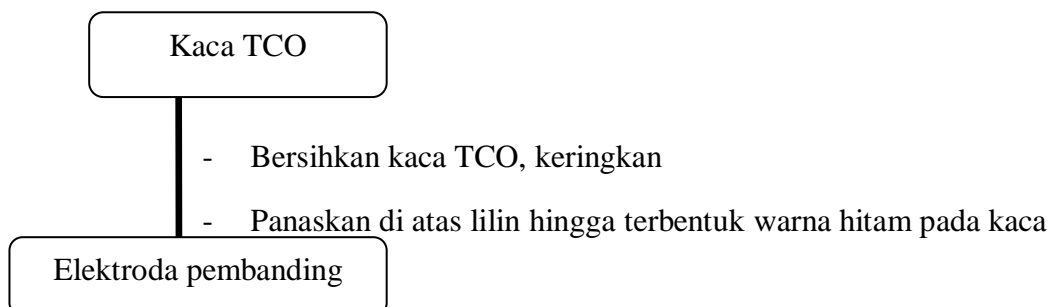 Kaca TCO
- Bersihkan kaca TCO, keringkan
- Panaskan di atas lilin hingga terbentuk warna hitam pada kaca
Elektroda pembanding